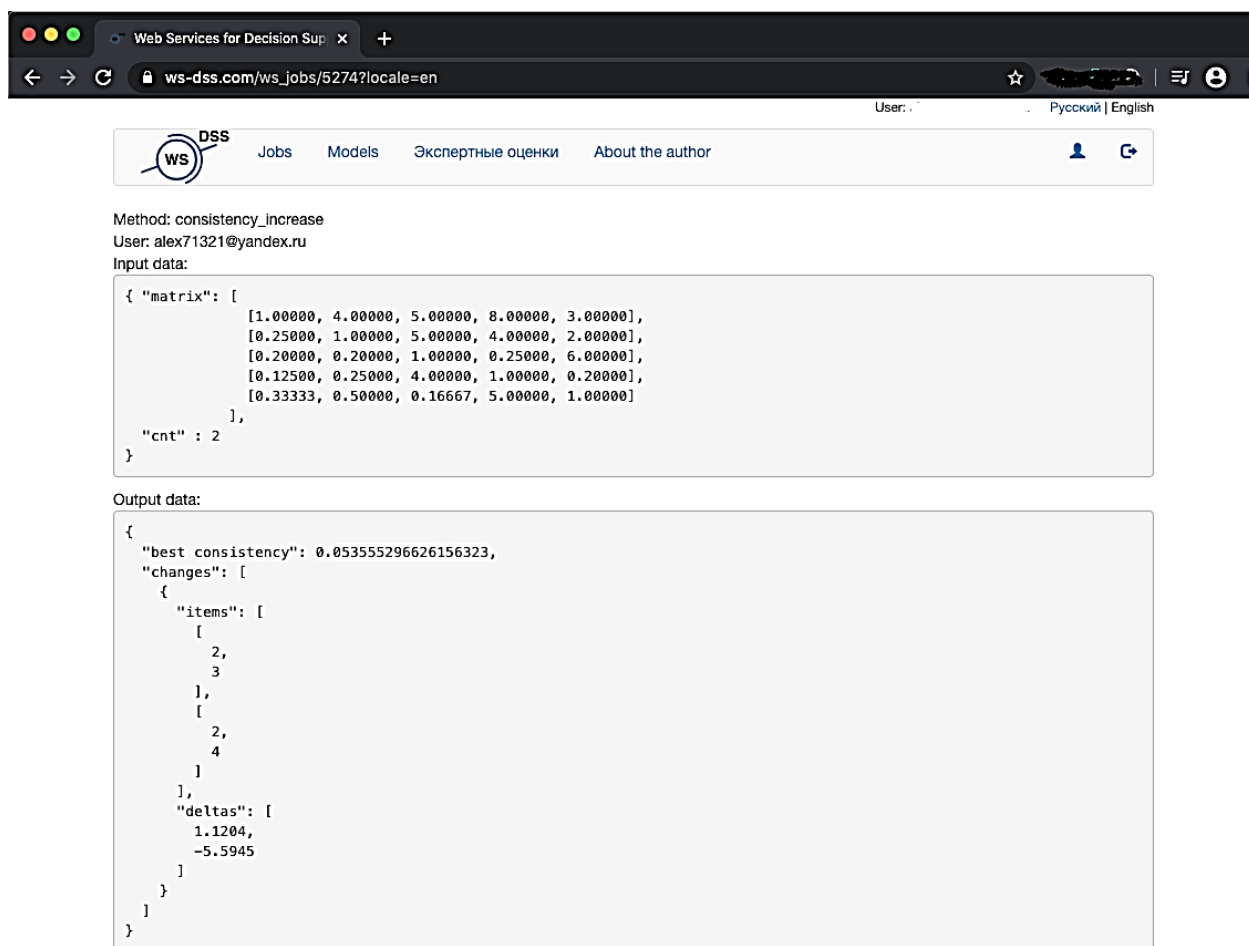 Web Services for Decision Sup
ws-dss.com/ws_jobs/5274?locale=en
User:
Русский | English
WS DSS
Jobs Models Экспертные оценки About the author
Method: consistency_increase
User: alex71321@yandex.ru
Input data:
{ "matrix": [
[1.00000, 4.00000, 5.00000, 8.00000, 3.00000],
[0.25000, 1.00000, 5.00000, 4.00000, 2.00000],
[0.20000, 0.20000, 1.00000, 0.25000, 6.00000],
[0.12500, 0.25000, 4.00000, 1.00000, 0.20000],
[0.33333, 0.50000, 0.16667, 5.00000, 1.00000]
],
"cnt" : 2
}
Output data:
{
"best consistency": 0.053555296626156323,
"changes": [
{
"items": [
[
2,
3
],
[
2,
4
]
],
"deltas": [
1.1204,
-5.5945
]
}
]
}